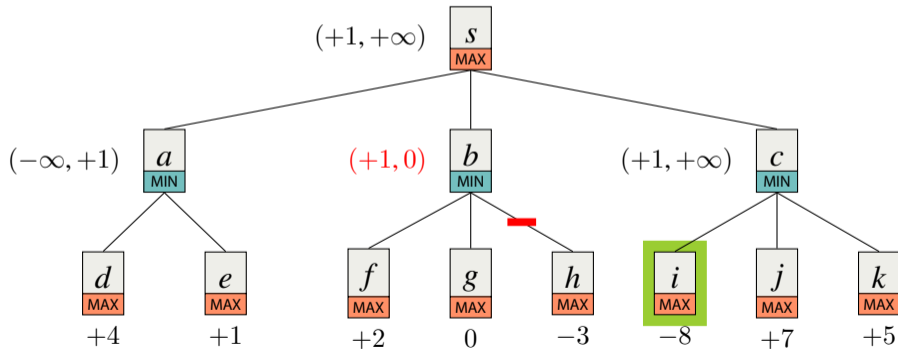 (+1, +∞) s
MAX
(−∞, +1) a (+1, 0) b (+1, +∞) c
MIN MIN MIN
d e f g h i j k
MAX MAX MAX MAX MAX MAX MAX MAX
+4 +1 +2 0 −3 −8 +7 +5